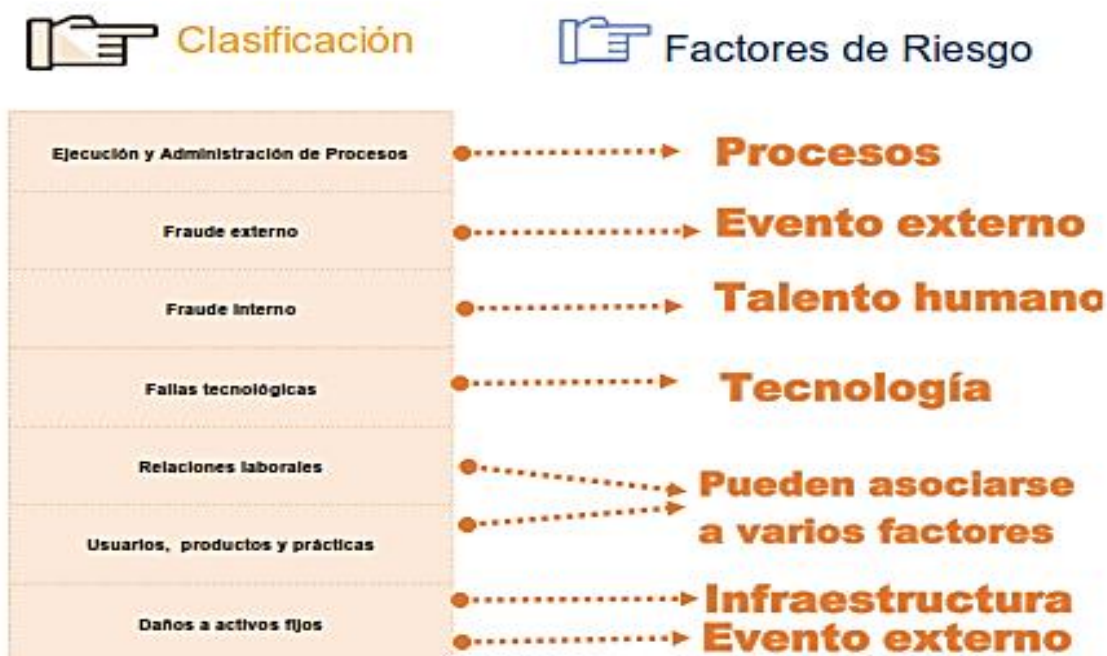 Clasificación
Factores de Riesgo
Ejecución y Administración de Procesos
Procesos
Fraude externo
Evento externo
Fraude Interno
Talento humano
Fallas tecnológicas
Tecnología
Relaciones laborales
Usuarios, productos y prácticas
Pueden asociarse
a varios factores
Daños a activos fijos
Infraestructura
Evento externo